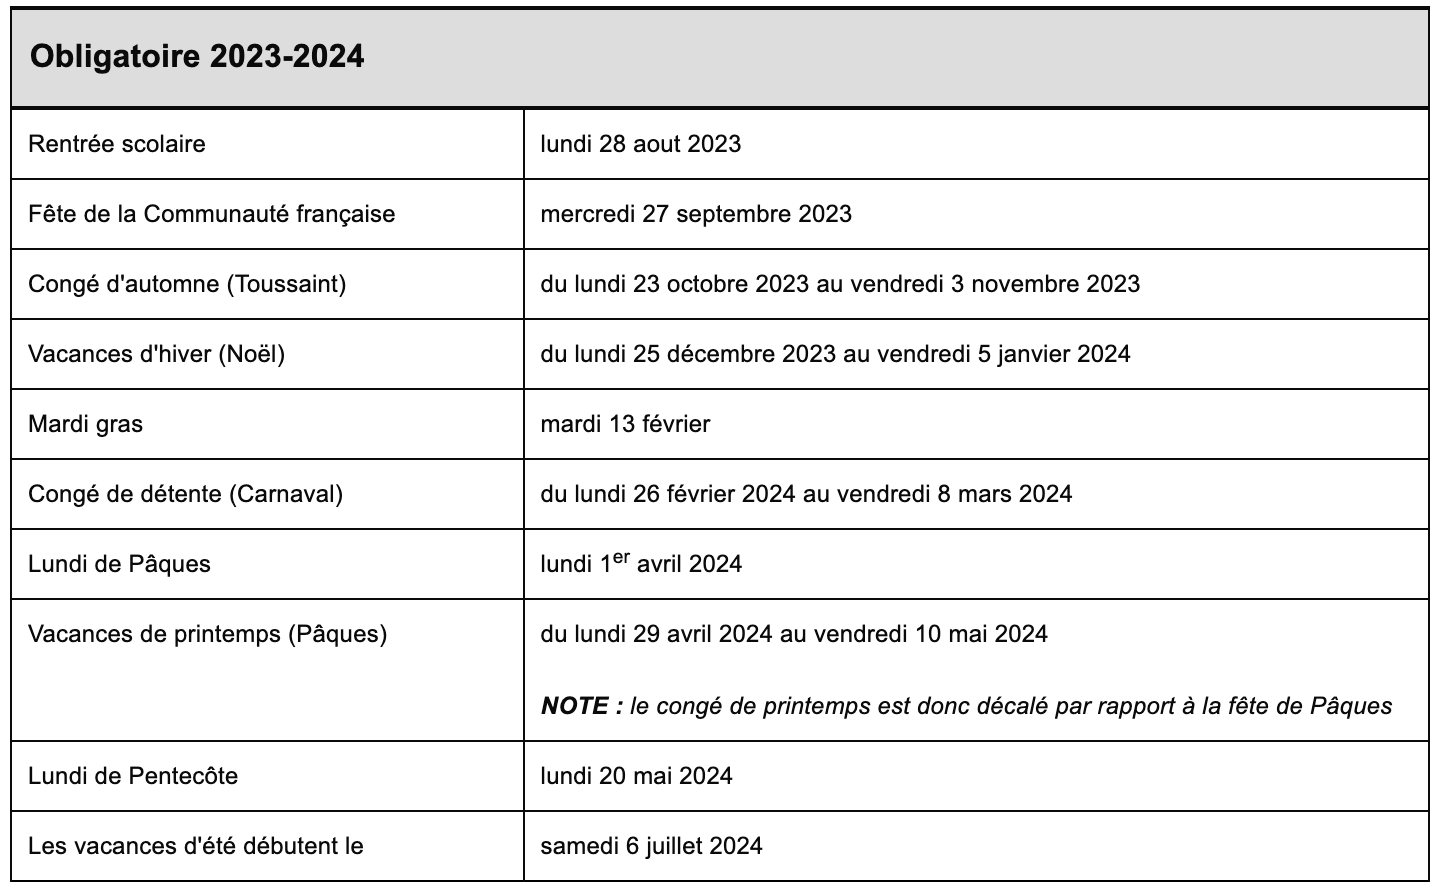 Obligatoire 2023-2024
Rentrée scolaire
lundi 28 aout 2023
Fête de la Communauté française
mercredi 27 septembre 2023
Congé d'automne (Toussaint)
du lundi 23 octobre 2023 au vendredi 3 novembre 2023
Vacances d'hiver (Noël)
du lundi 25 décembre 2023 au vendredi 5 janvier 2024
Mardi gras
mardi 13 février
Congé de détente (Carnaval)
du lundi 26 février 2024 au vendredi 8 mars 2024
Lundi de Pâques
lundi 1er avril 2024
Vacances de printemps (Pâques)
du lundi 29 avril 2024 au vendredi 10 mai 2024
NOTE : le congé de printemps est donc décalé par rapport à la fête de Pâques
Lundi de Pentecôte
lundi 20 mai 2024
Les vacances d'été débutent le
samedi 6 juillet 2024